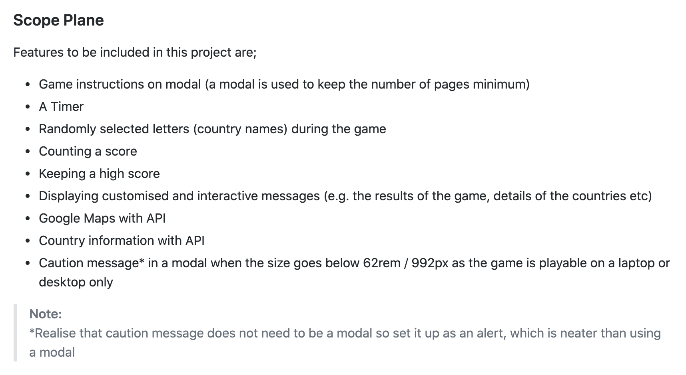 Scope Plane
Features to be included in this project are;
• Game instructions on modal (a modal is used to keep the number of pages minimum)
• A Timer
• Randomly selected letters (country names) during the game
• Counting a score
• Keeping a high score
• Displaying customised and interactive messages (e.g. the results of the game, details of the countries etc)
• Google Maps with API
• Country information with API
• Caution message* in a modal when the size goes below 62rem / 992px as the game is playable on a laptop or
desktop only
Note:
*Realise that caution message does not need to be a modal so set it up as an alert, which is neater than using
a modal